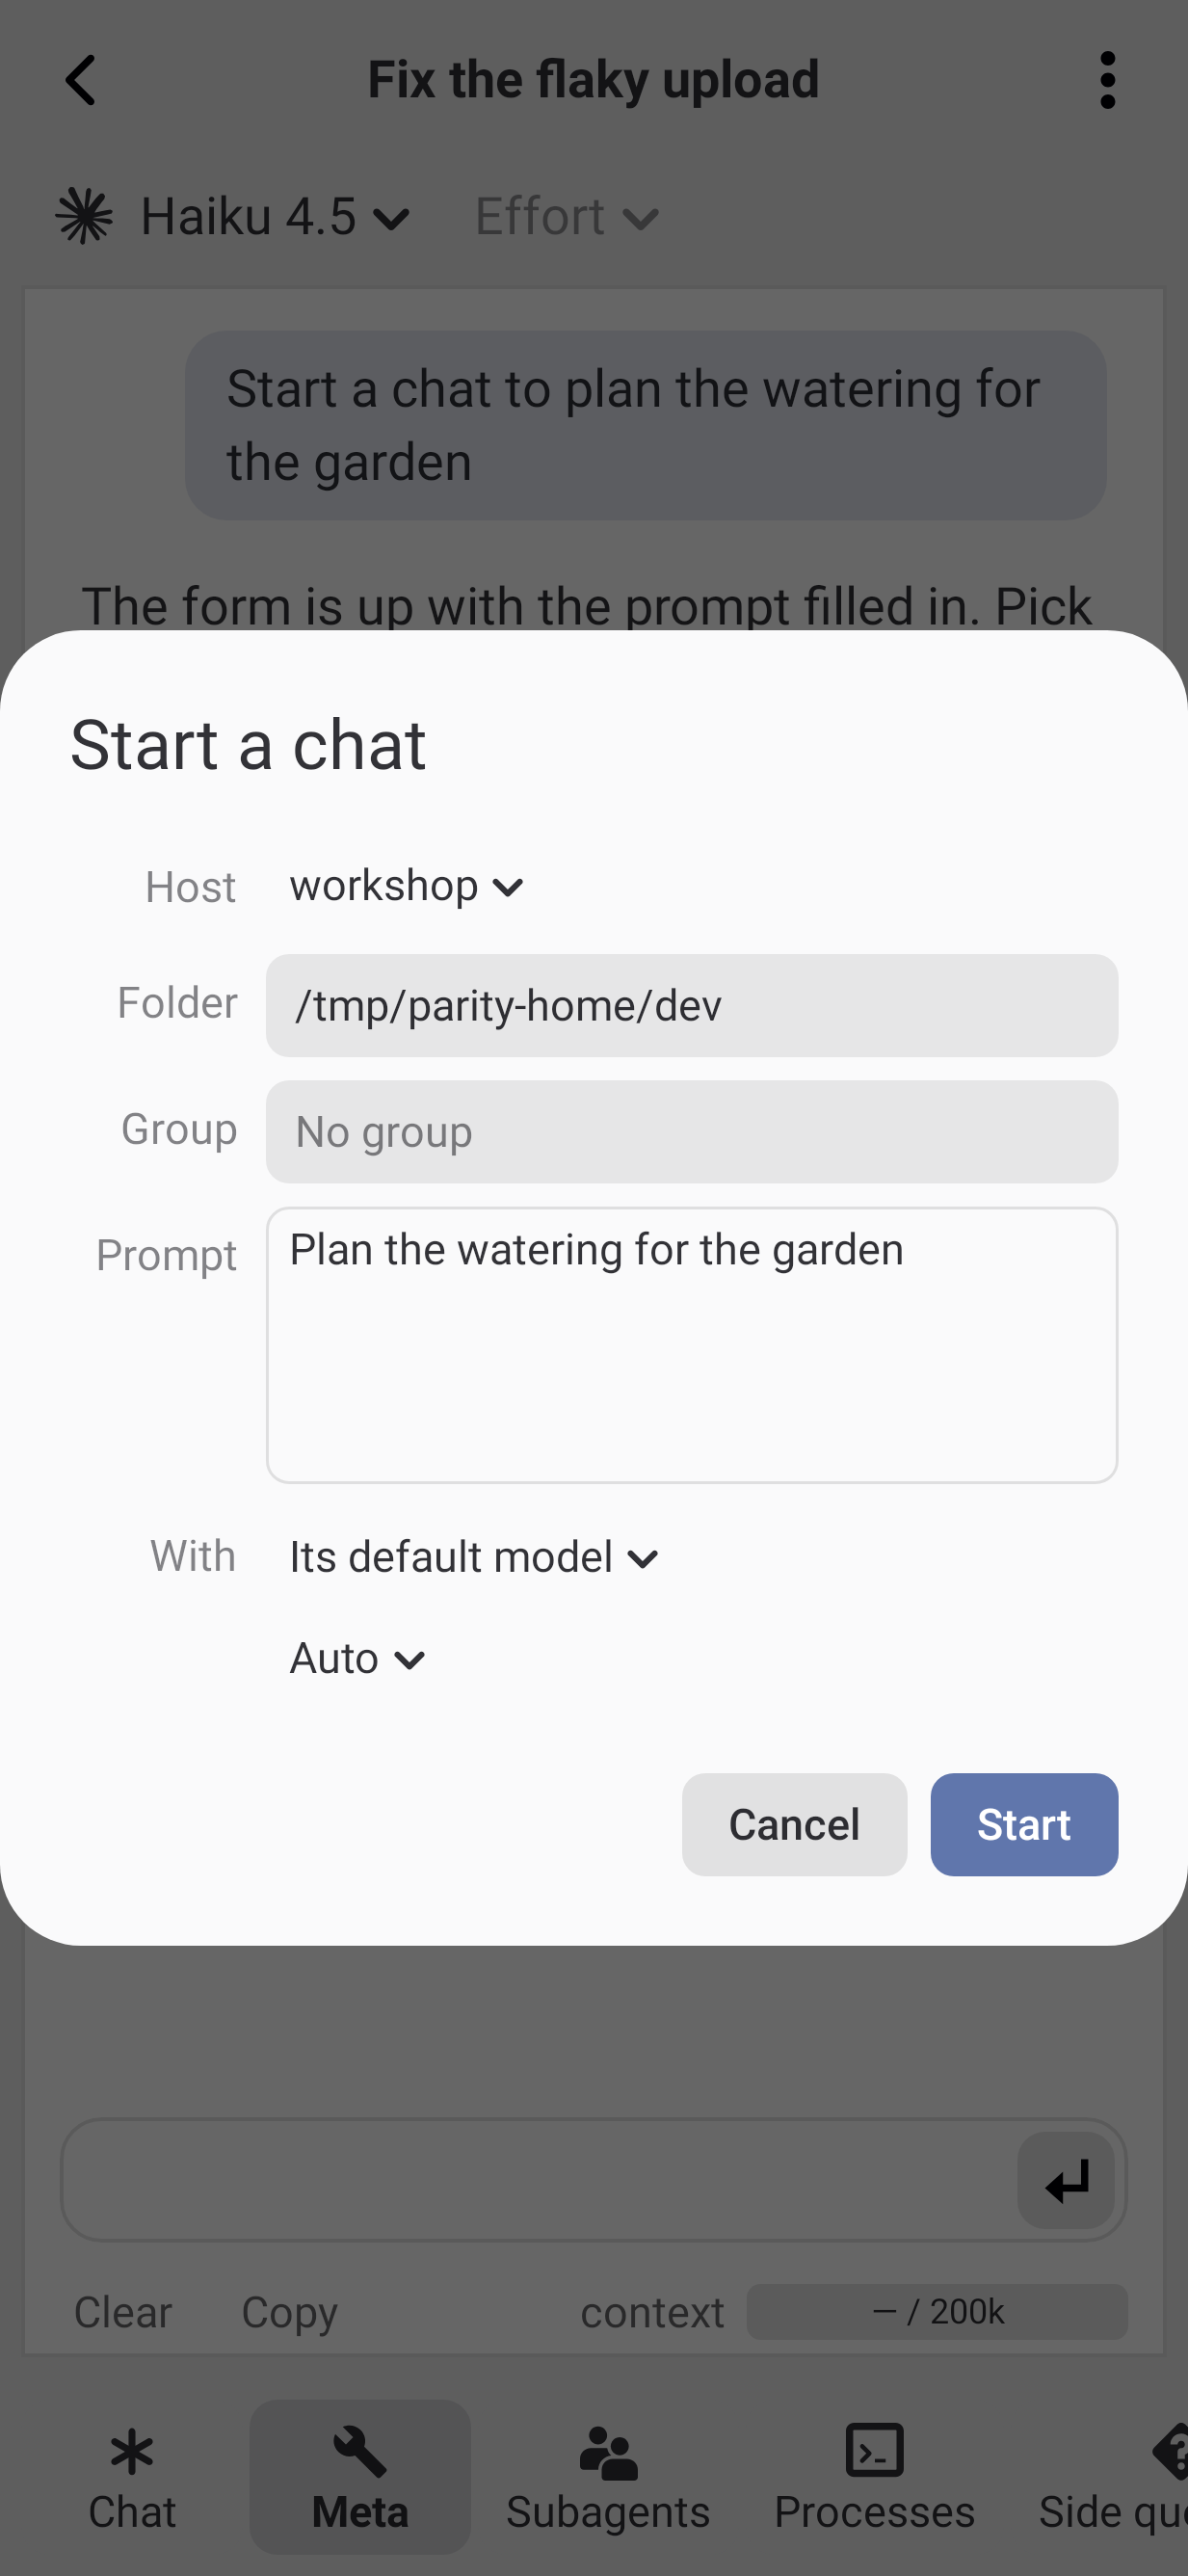 Fix the flaky upload
Haiku 4.5 Effort
Start a chat to plan the watering for
the garden
The form is up with the prompt filled in. Pick
Start a chat
Host workshop
Folder /tmp/parity-home/dev
Group No group
Prompt Plan the watering for the garden
With Its default model
Auto
Cancel Start
Clear Copy context – / 200k
Chat Meta Subagents Processes Side